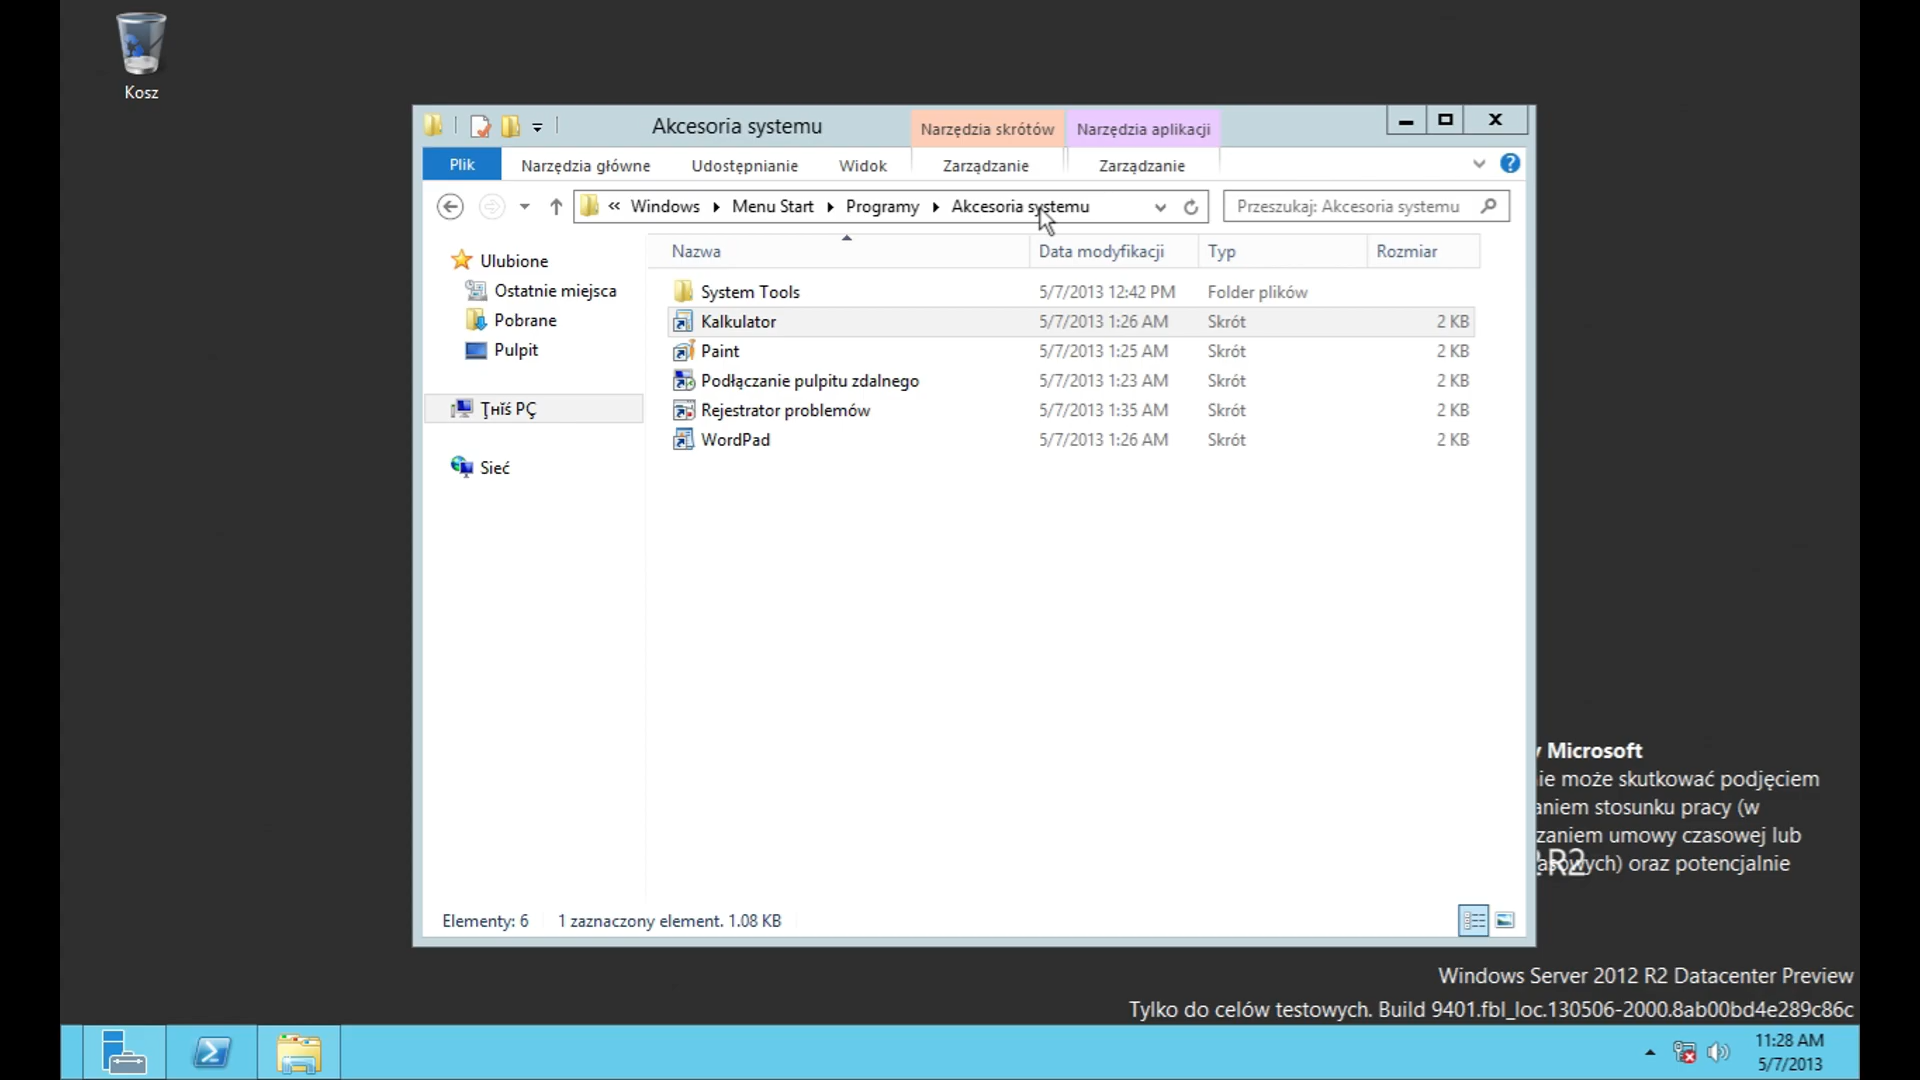 Kosz
Akcesoria systemu
Narzędzia skrótów
Narzędzia aplikacji
Plik
Narzędzia główne
Udostępnianie
Widok
Zarządzanie
Zarządzanie
« Windows
Menu Start
Programy
Akcesoria systemu
Przeszukaj: Akcesoria systemu
Nazwa
Data modyfikacji
Typ
Rozmiar
Ulubione
Ostatnie miejsca
Pobrane
Pulpit
Ţнïś PÇ
Sieć
System Tools 5/7/2013 12:42 PM Folder plików
Kalkulator 5/7/2013 1:26 AM Skrót 2 KB
Paint 5/7/2013 1:25 AM Skrót 2 KB
Podłączanie pulpitu zdalnego 5/7/2013 1:23 AM Skrót 2 KB
Rejestrator problemów 5/7/2013 1:35 AM Skrót 2 KB
WordPad 5/7/2013 1:26 AM Skrót 2 KB
Elementy: 6
1 zaznaczony element. 1.08 KB
Microsoft
ie może skutkować podjęciem
aniem stosunku pracy (w
zaniem umowy czasowej lub
asowych) oraz potencjalnie
R2
Windows Server 2012 R2 Datacenter Preview
Tylko do celów testowych. Build 9401.fbl_loc.130506-2000.8ab00bd4e289c86c
11:28 AM
5/7/2013